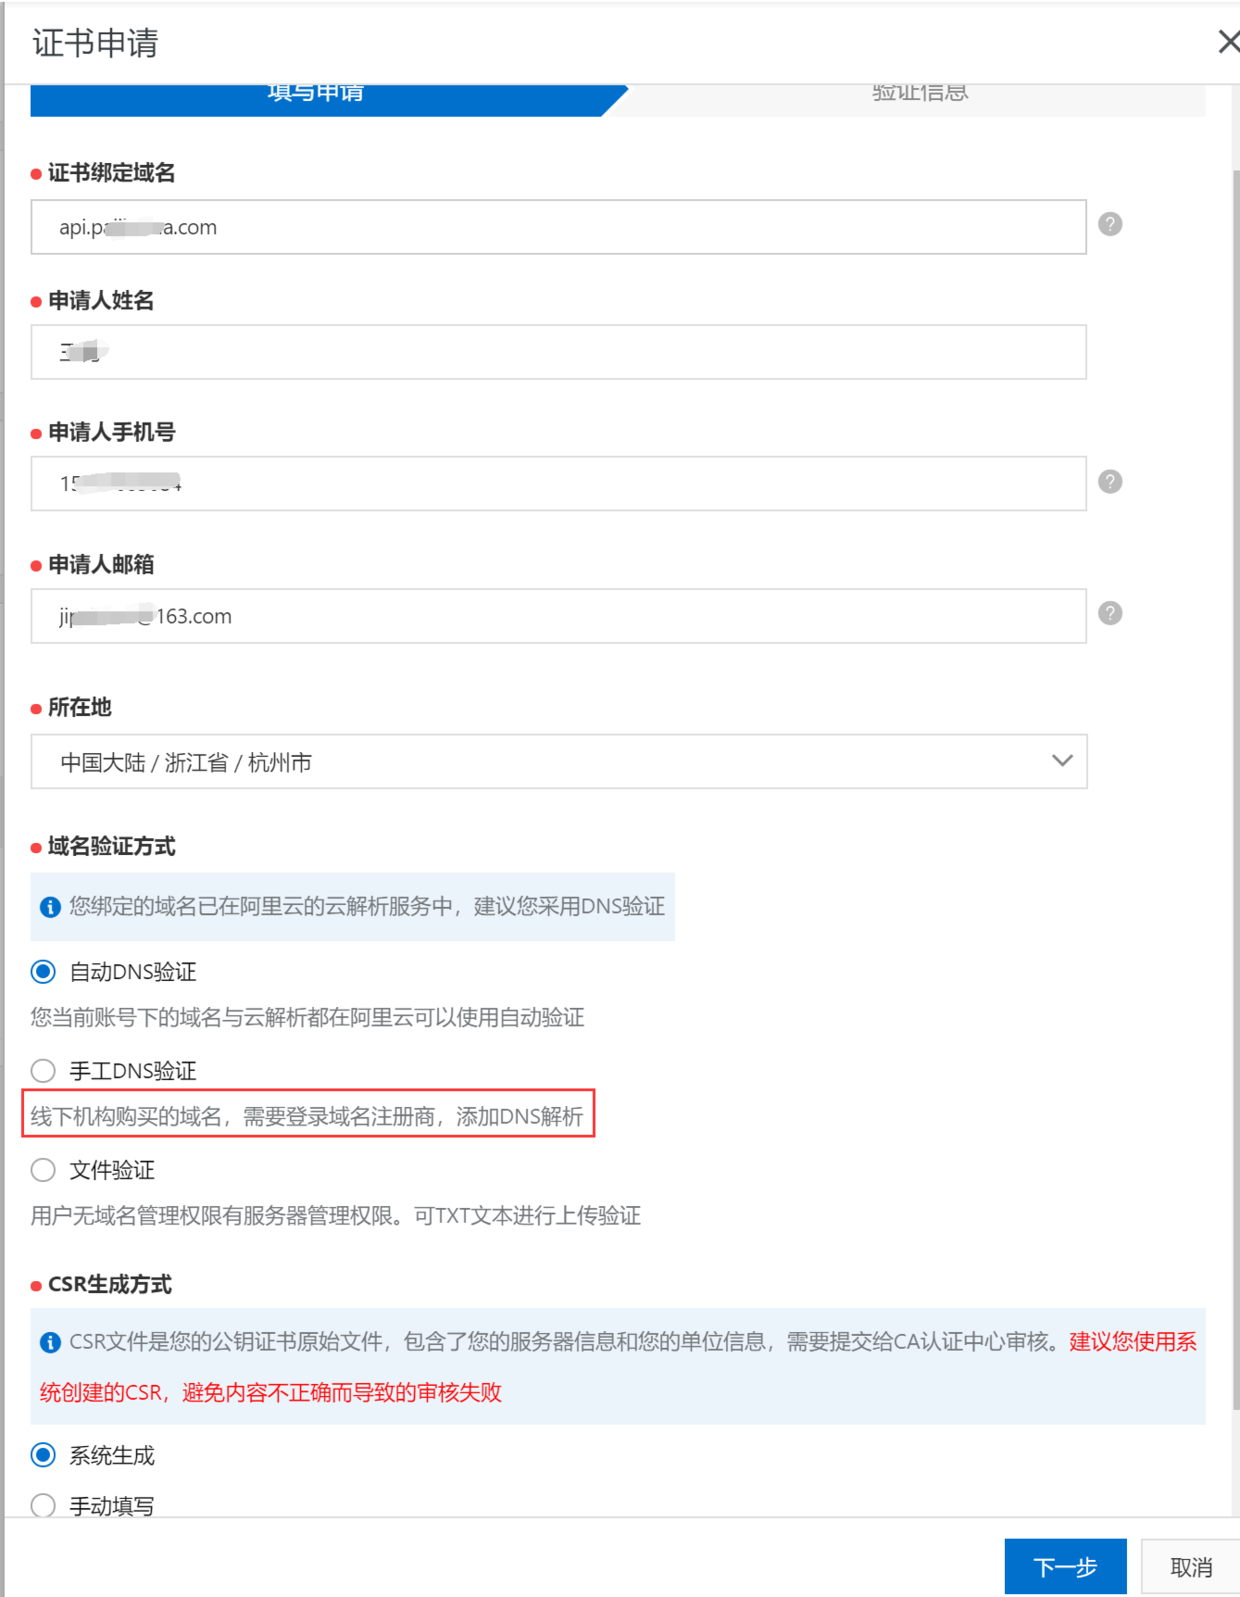 证书申请
填写申请
验证信息
证书绑定域名
申请人姓名
申请人手机号
申请人邮箱
@163.com
所在地
中国大陆 / 浙江省 / 杭州市
域名验证方式
您绑定的域名已在阿里云的云解析服务中，建议您采用DNS验证
自动DNS验证
您当前账号下的域名与云解析都在阿里云可以使用自动验证
手工DNS验证
线下机构购买的域名，需要登录域名注册商，添加DNS解析
文件验证
用户无域名管理权限有服务器管理权限。可TXT文本进行上传验证
CSR生成方式
CSR文件是您的公钥证书原始文件，包含了您的服务器信息和您的单位信息，需要提交给CA认证中心审核。建议您使用系
统创建的CSR，避免内容不正确而导致的审核失败
系统生成
手动填写
下一步
取消